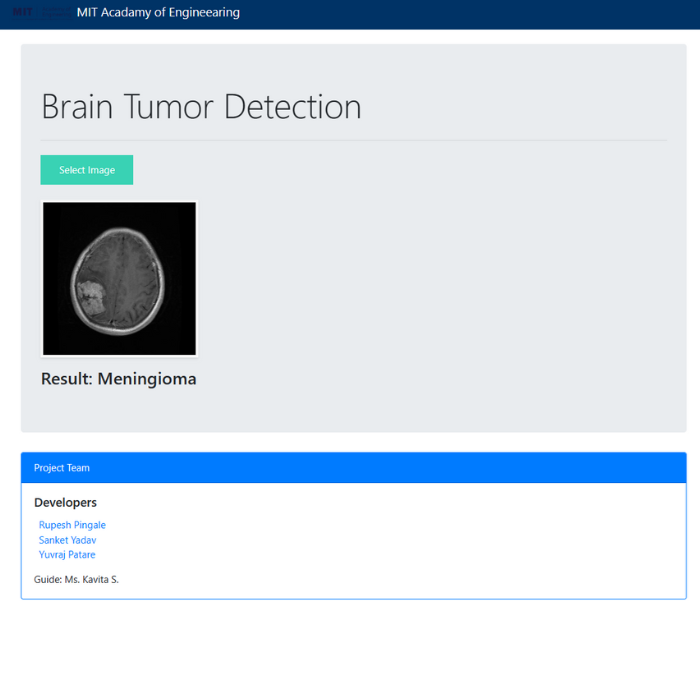 MIT
MIT Acadamy of Engineearing
Brain Tumor Detection
Select Image
Result: Meningioma
Project Team
Developers
Rupesh Pingale
Sanket Yadav
Yuvraj Patare
Guide: Ms. Kavita S.